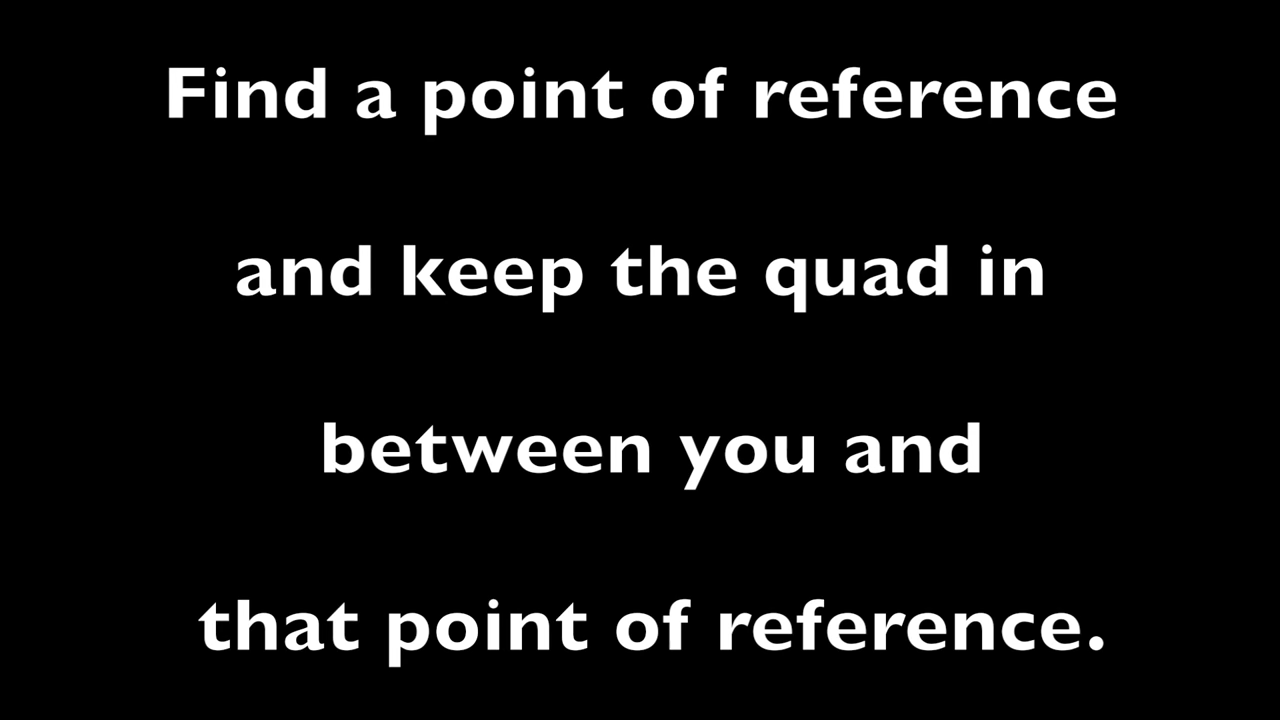 Find a point of reference
and keep the quad in
between you and
that point of reference.